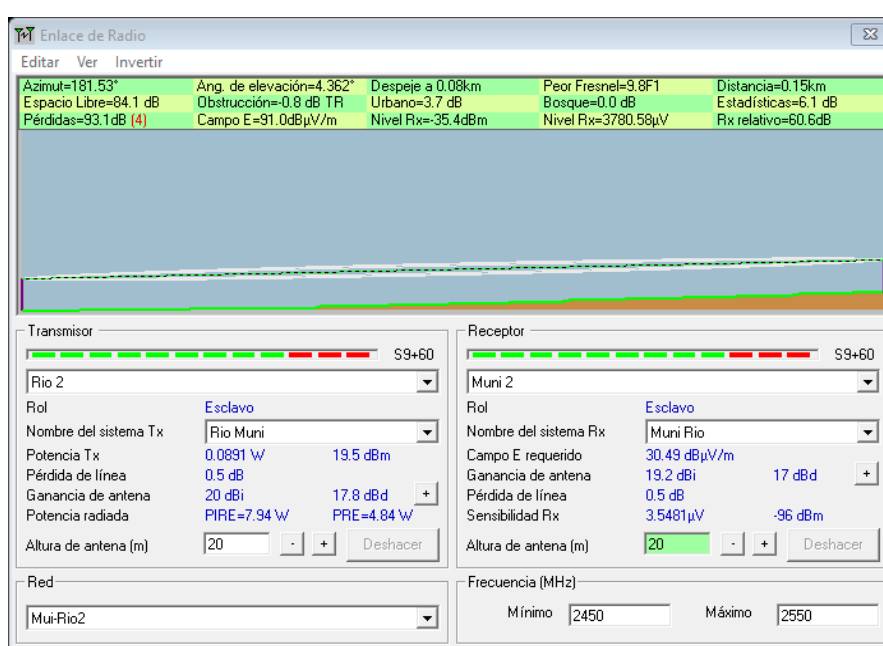 Enlace de Radio
Editar Ver Invertir
Azimut=181.53° Ang. de elevación=4.362° Despeje a 0.08km Peor Fresnel=9.8F1 Distancia=0.15km
Espacio Libre=84.1 dB Obstrucción=-0.8 dB TR Urbano=3.7 dB Bosque=0.0 dB Estadísticas=6.1 dB
Pérdidas=93.1dB (4) Campo E=91.0dBµV/m Nivel Rx=-35.4dBm Nivel Rx=3780.58µV Rx relativo=60.6dB
Transmisor
S9+60
Rio 2
Rol Esclavo
Nombre del sistema Tx Rio Muni
Potencia Tx 0.0891 W 19.5 dBm
Pérdida de línea 0.5 dB
Ganancia de antena 20 dBi 17.8 dBd +
Potencia radiada PIRE=7.94 W PRE=4.84 W
Altura de antena (m) 20 - + Deshacer
Receptor
S9+60
Muni 2
Rol Esclavo
Nombre del sistema Rx Muni Rio
Campo E requerido 30.49 dBµV/m
Ganancia de antena 19.2 dBi 17 dBd +
Pérdida de línea 0.5 dB
Sensibilidad Rx 3.5481µV -96 dBm
Altura de antena (m) 20 - + Deshacer
Red
Mui-Rio2
Frecuencia (MHz)
Mínimo 2450 Máximo 2550